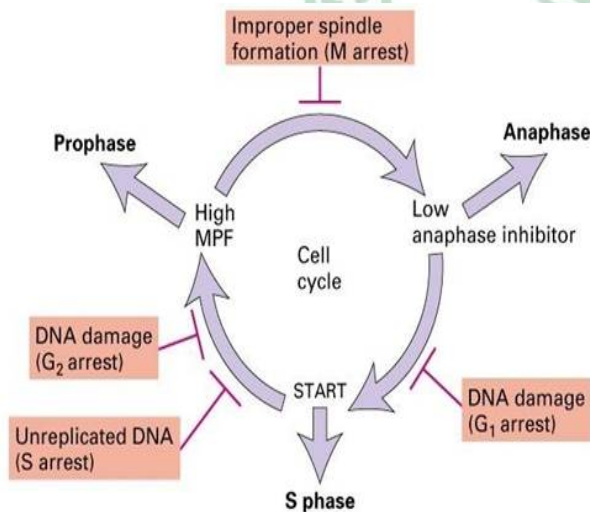 Improper spindle
formation (M arrest)
Prophase
Anaphase
High
MPF
Low
anaphase inhibitor
Cell
cycle
DNA damage
(G2 arrest)
START
DNA damage
(G1 arrest)
Unreplicated DNA
(S arrest)
S phase